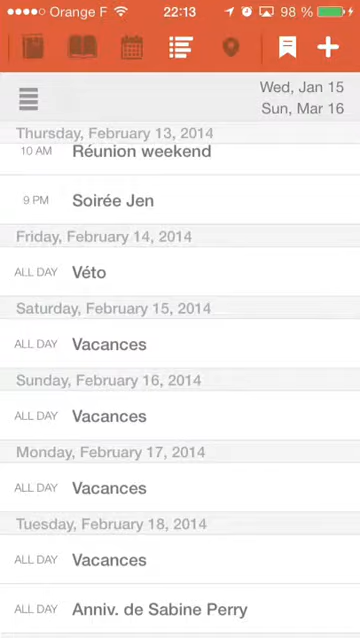 Orange F 22:13 98 %
Wed, Jan 15
Sun, Mar 16
Thursday, February 13, 2014
10 AM Réunion weekend
9 PM Soirée Jen
Friday, February 14, 2014
ALL DAY Véto
Saturday, February 15, 2014
ALL DAY Vacances
Sunday, February 16, 2014
ALL DAY Vacances
Monday, February 17, 2014
ALL DAY Vacances
Tuesday, February 18, 2014
ALL DAY Vacances
ALL DAY Anniv. de Sabine Perry